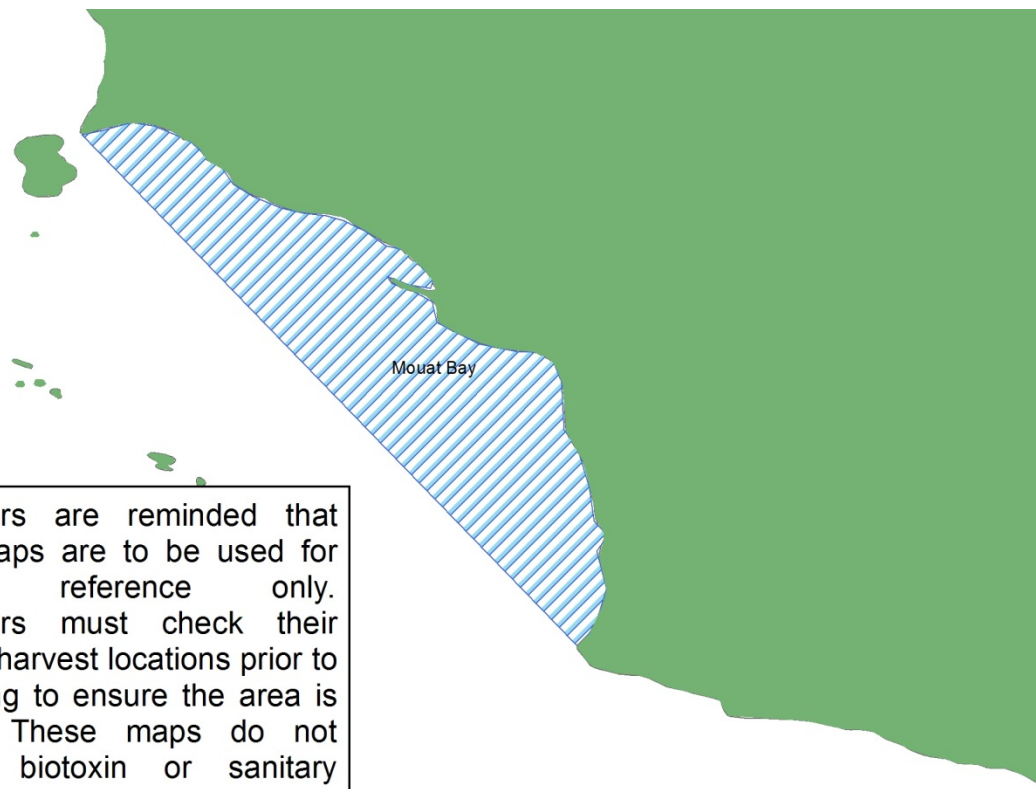 Mouat Bay
rs are reminded that
aps are to be used for
reference only.
rs must check their
harvest locations prior to
g to ensure the area is
These maps do not
biotoxin or sanitary